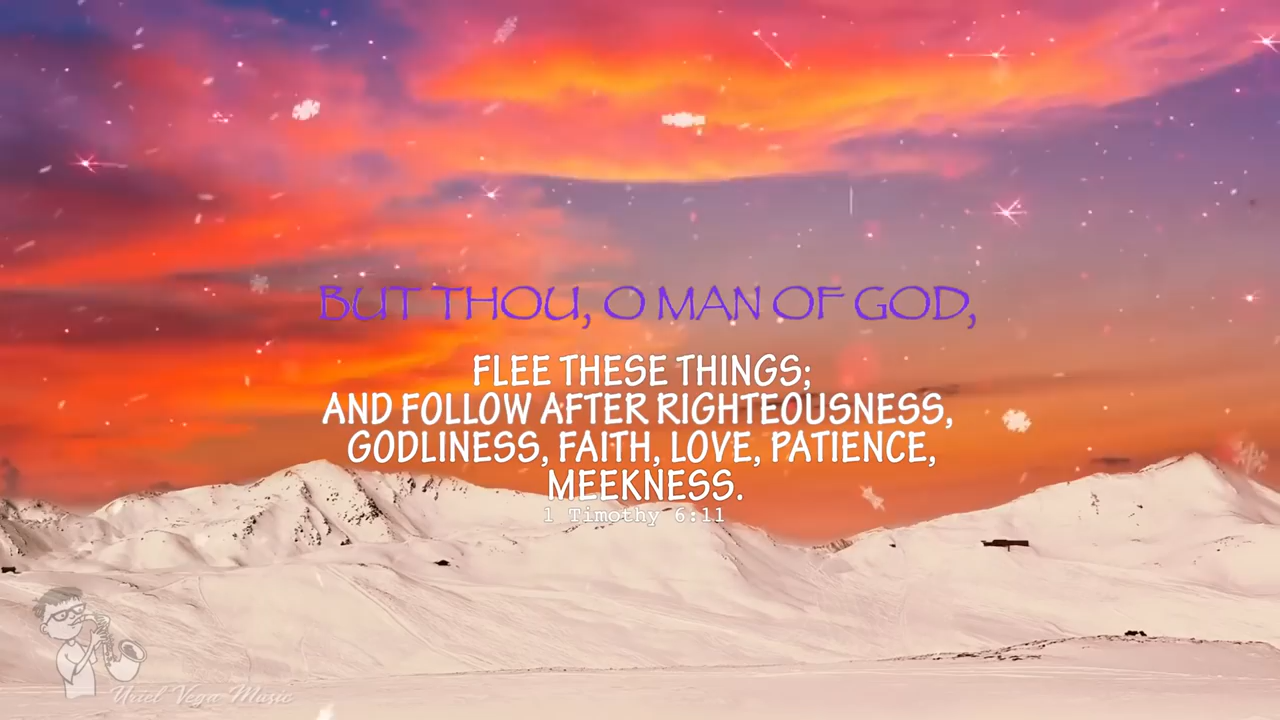 BUT THOU, O MAN OF GOD,
FLEE THESE THINGS;
AND FOLLOW AFTER RIGHTEOUSNESS,
GODLINESS, FAITH, LOVE, PATIENCE,
MEEKNESS.
1 Timothy 6:11
Uriel Vega Music